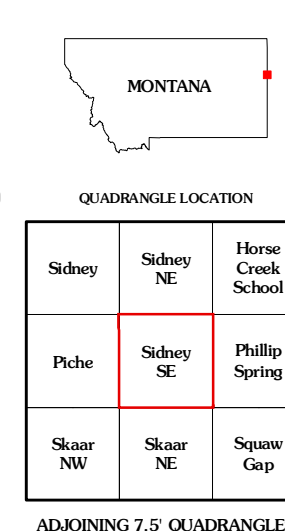 MONTANA
QUADRANGLE LOCATION
Sidney
Sidney
NE
Horse
Creek
School
Piche
Sidney
SE
Phillip
Spring
Skaar
NW
Skaar
NE
Squaw
Gap
ADJOINING 7.5' QUADRANGLE